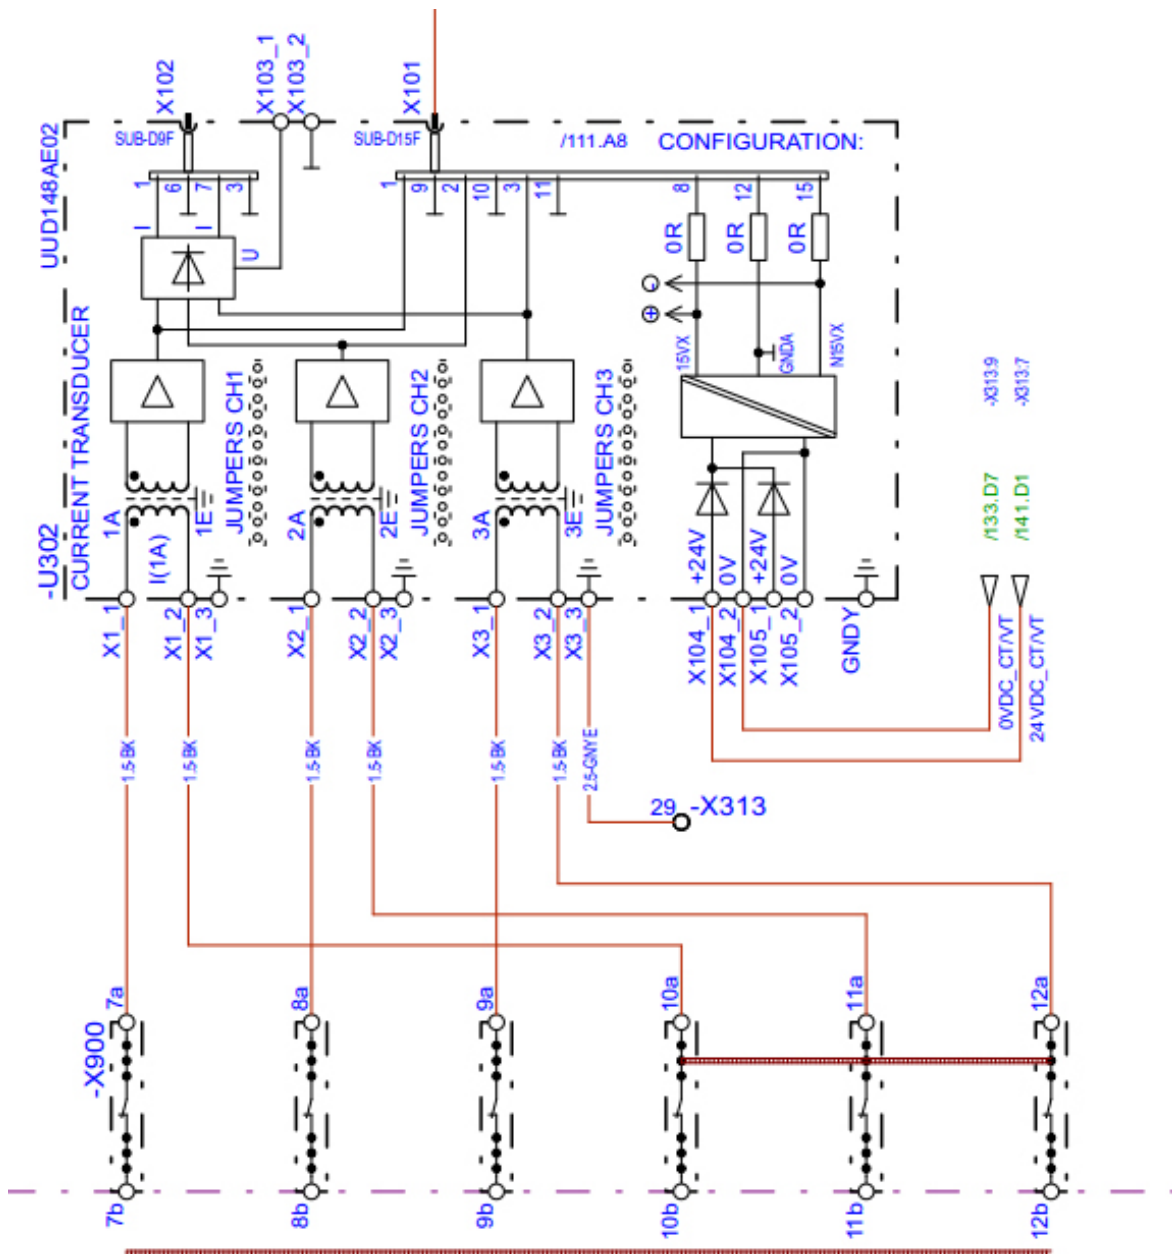 X102
X103_1
X103_2
X101
UUD148AE02
SUB-D9F
SUB-D15F
/111.A8
CONFIGURATION:
1
6
7
3
1
9
2
10
3
11
8
12
15
I
I
U
0R
0R
0R
-
+
15VX
GNDA
N15VX
-U302
CURRENT TRANSDUCER
JUMPERS CH1
JUMPERS CH2
JUMPERS CH3
1A
1E
I(1A)
2A
2E
3A
3E
+24V
0V
+24V
0V
-X313:9
-X313:7
/133.D7
/141.D1
0VDC_CT/VT
24VDC_CT/VT
X1_1
X1_2
X1_3
X2_1
X2_2
X2_3
X3_1
X3_2
X3_3
X104_1
X104_2
X105_1
X105_2
GNDY
1.5-BK
1.5-BK
1.5-BK
1.5-BK
1.5-BK
1.5-BK
2.5-GNYE
29
-X313
-X900
7a
8a
9a
10a
11a
12a
7b
8b
9b
10b
11b
12b